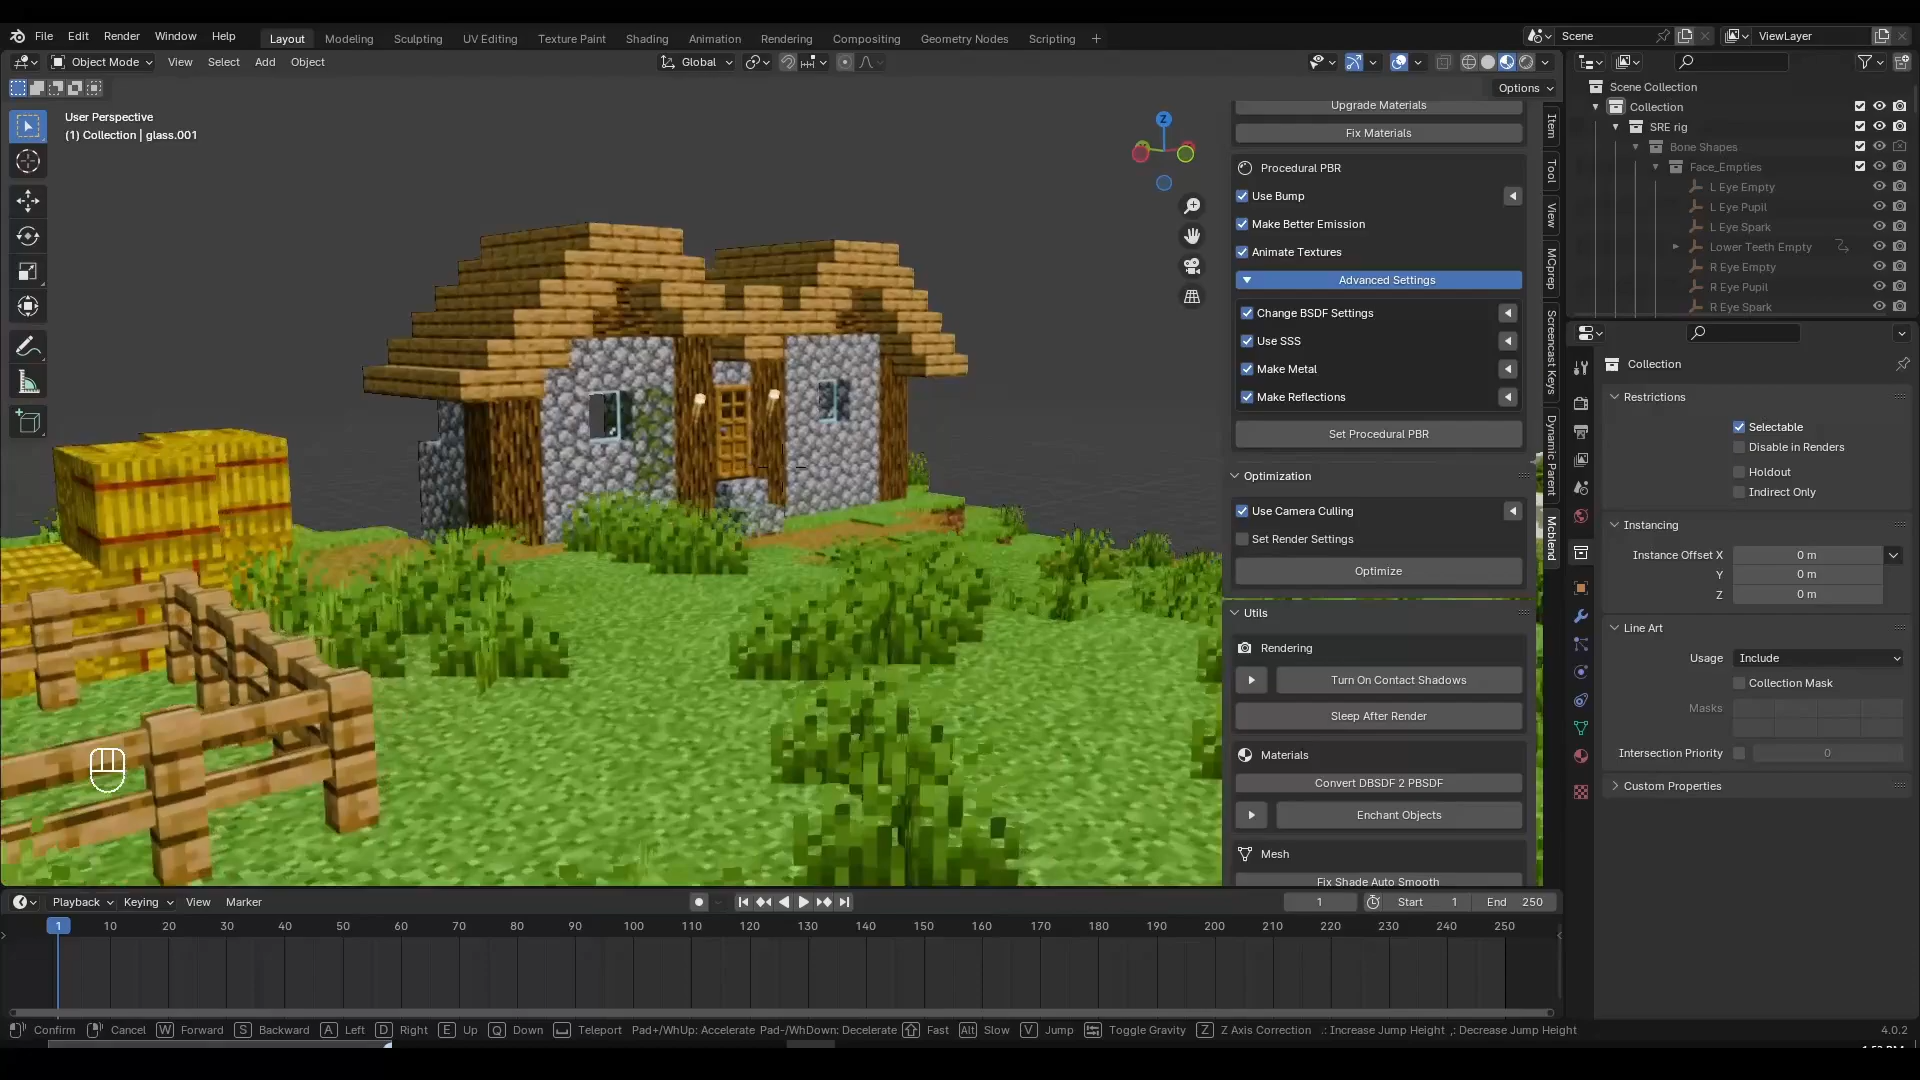 File Edit Render Window Help Layout Modeling Sculpting UV Editing Texture Paint Shading Animation Rendering Compositing Geometry Nodes Scripting + Scene ViewLayer
Object Mode View Select Add Object Global
Options
User Perspective
(1) Collection | glass.001
Z
Upgrade Materials
Fix Materials
Procedural PBR
Use Bump
Make Better Emission
Animate Textures
Advanced Settings
Change BSDF Settings
Use SSS
Make Metal
Make Reflections
Set Procedural PBR
Optimization
Use Camera Culling
Set Render Settings
Optimize
Utils
Rendering
Turn On Contact Shadows
Sleep After Render
Materials
Convert DBSDF 2 PBSDF
Enchant Objects
Mesh
Fix Shade Auto Smooth
Item
Tool
View
MCprep
Screencast Keys
Dynamic Parent
Mcblend
Scene Collection
Collection
SRE rig
Bone Shapes
Face_Empties
L Eye Empty
L Eye Pupil
L Eye Spark
Lower Teeth Empty
R Eye Empty
R Eye Pupil
R Eye Spark
Collection
Restrictions
Selectable
Disable in Renders
Holdout
Indirect Only
Instancing
Instance Offset X 0 m
Y 0 m
Z 0 m
Line Art
Usage Include
Collection Mask
Masks
Intersection Priority 0
Custom Properties
Playback Keying View Marker 1 Start 1 End 250
1 10 20 30 40 50 60 70 80 90 100 110 120 130 140 150 160 170 180 190 200 210 220 230 240 250
Confirm Cancel W Forward S Backward A Left D Right E Up Q Down Teleport Pad+/WhUp: Accelerate Pad-/WhDown: Decelerate Fast Alt Slow V Jump Toggle Gravity Z Z Axis Correction .: Increase Jump Height ,: Decrease Jump Height 4.0.2